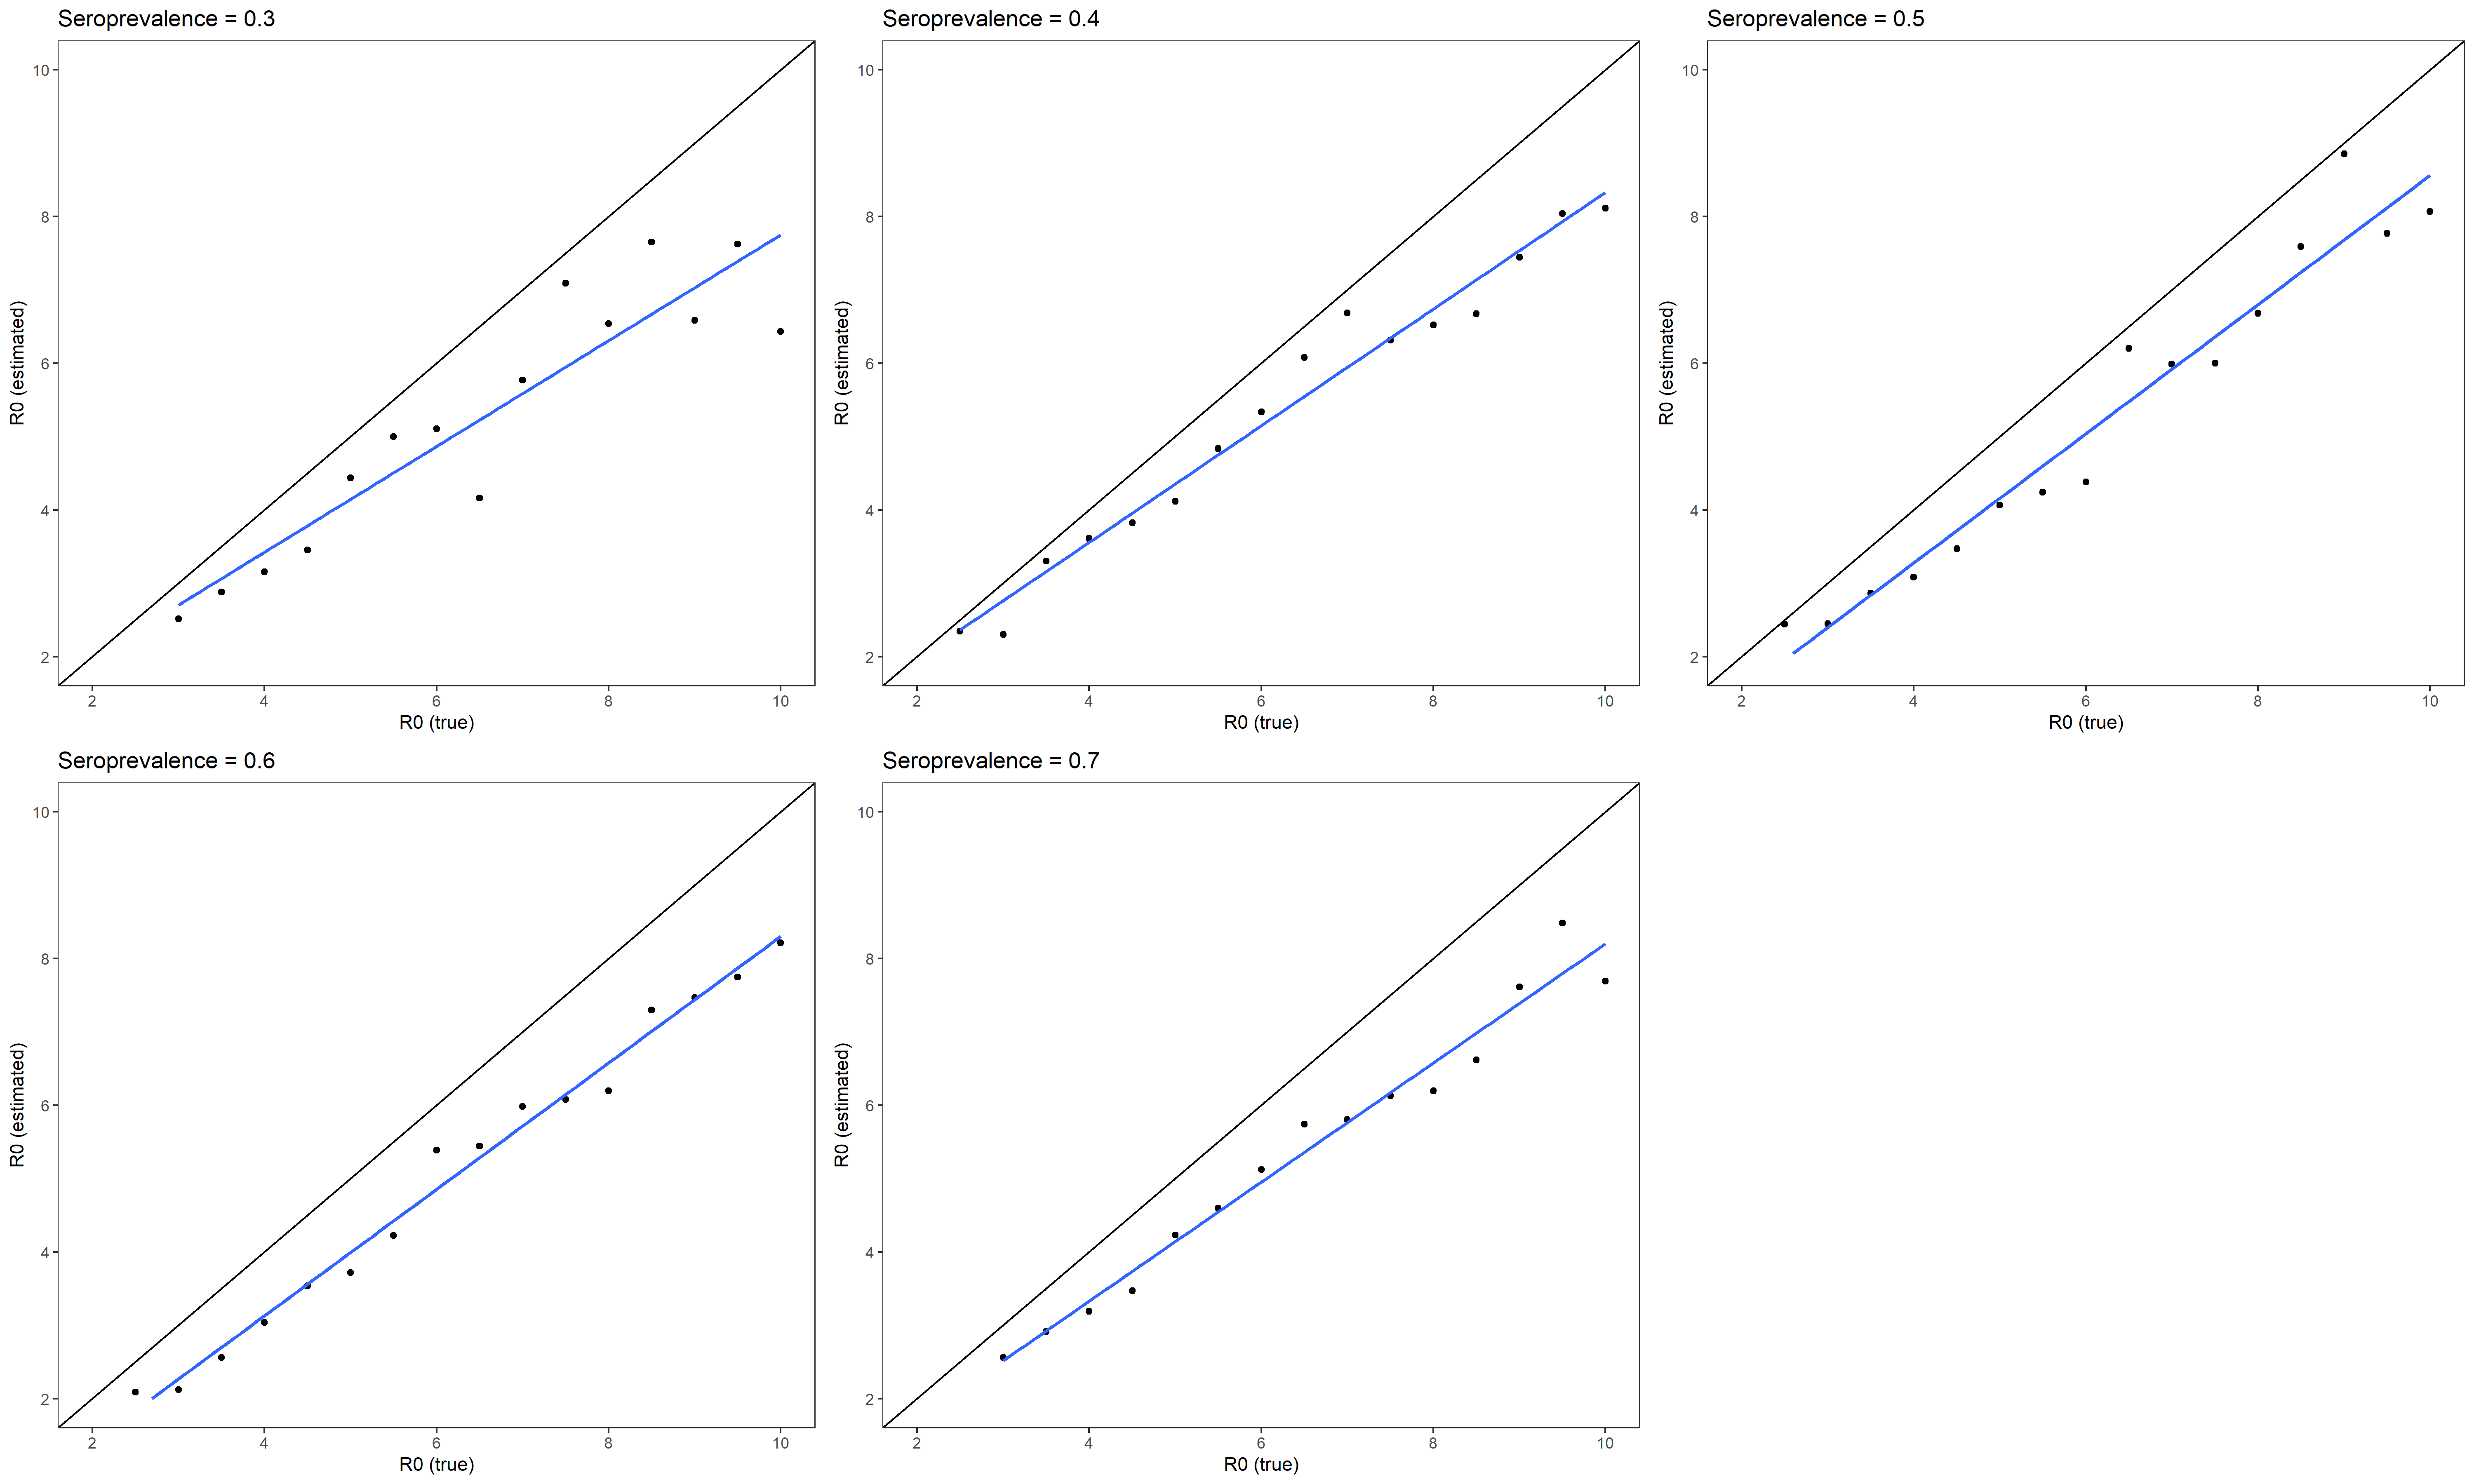 Seroprevalence = 0.3
10
8
6
4
2
R0 (estimated)
2 4 6 8 10
R0 (true)
Seroprevalence = 0.4
10
8
6
4
2
R0 (estimated)
2 4 6 8 10
R0 (true)
Seroprevalence = 0.5
10
8
6
4
2
R0 (estimated)
2 4 6 8 10
R0 (true)
Seroprevalence = 0.6
10
8
6
4
2
R0 (estimated)
2 4 6 8 10
R0 (true)
Seroprevalence = 0.7
10
8
6
4
2
R0 (estimated)
2 4 6 8 10
R0 (true)